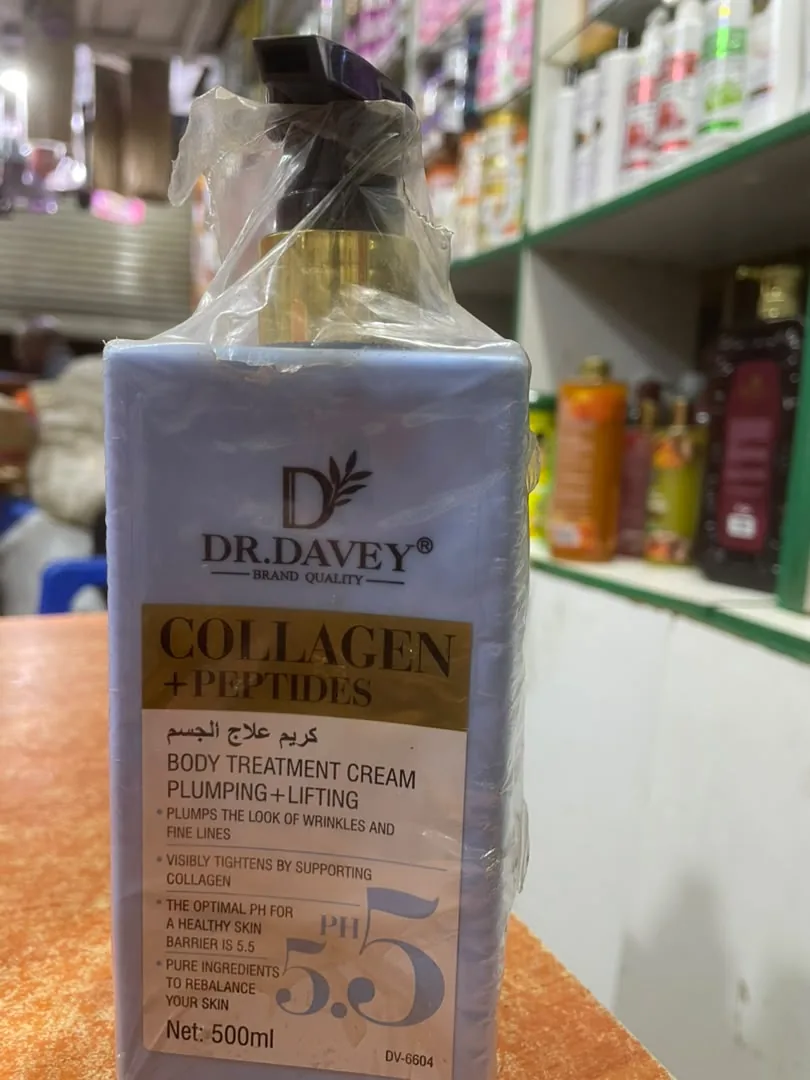 D
DR.DAVEY®
BRAND QUALITY
COLLAGEN
+PEPTIDES
كريم علاج الجسم
BODY TREATMENT CREAM
PLUMPING+LIFTING
• PLUMPS THE LOOK OF WRINKLES AND
FINE LINES
• VISIBLY TIGHTENS BY SUPPORTING
COLLAGEN
• THE OPTIMAL PH FOR
A HEALTHY SKIN
BARRIER IS 5.5
• PURE INGREDIENTS
TO REBALANCE
YOUR SKIN
PH
5.5
Net: 500ml
DV-6604